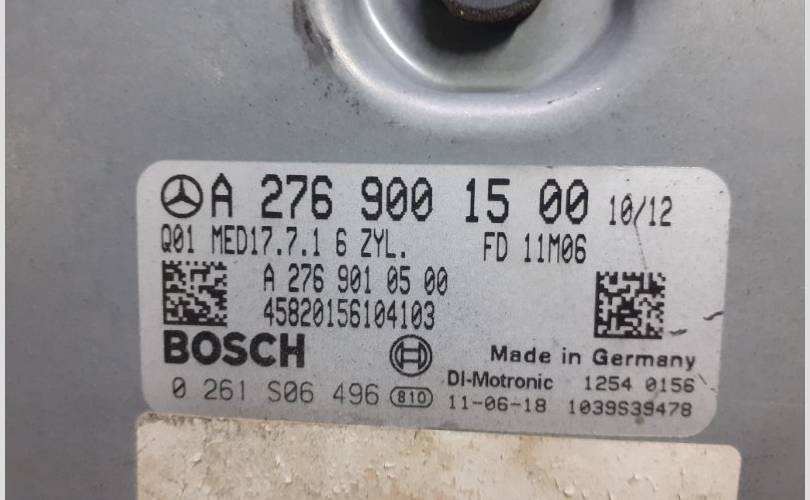 A 276 900 15 00 10/12
Q01 MED17.7.1 6 ZYL. FD 11M06
A 276 901 05 00
45820156104103
BOSCH Made in Germany
DI-Motronic 1254 0156
0 261 S06 496 810 11-06-18 1039S39478